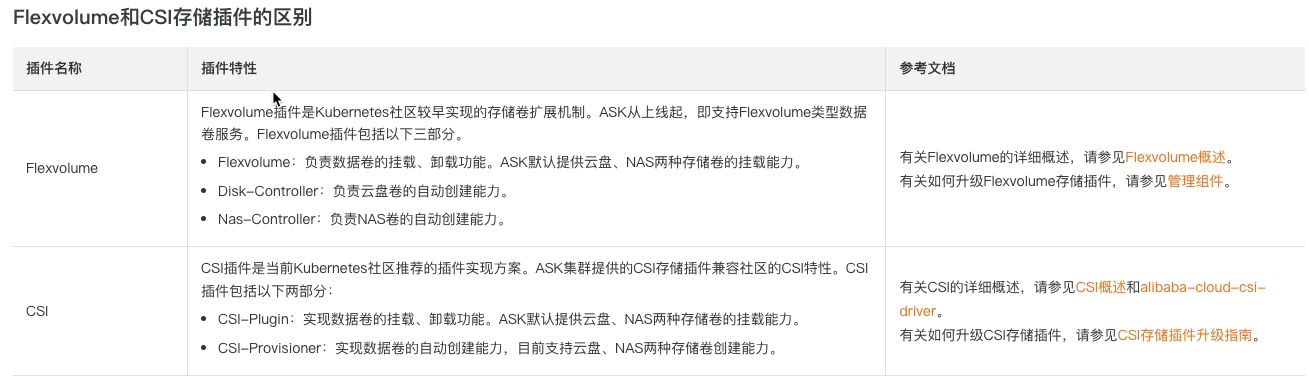 Flexvolume和CSI存储插件的区别
插件名称
插件特性
参考文档
Flexvolume
Flexvolume插件是Kubernetes社区较早实现的存储卷扩展机制。ASK从上线起，即支持Flexvolume类型数据
卷服务。Flexvolume插件包括以下三部分。
• Flexvolume：负责数据卷的挂载、卸载功能。ASK默认提供云盘、NAS两种存储卷的挂载能力。
• Disk-Controller：负责云盘卷的自动创建能力。
• Nas-Controller：负责NAS卷的自动创建能力。
有关Flexvolume的详细概述，请参见Flexvolume概述。
有关如何升级Flexvolume存储插件，请参见管理组件。
CSI
CSI插件是当前Kubernetes社区推荐的插件实现方案。ASK集群提供的CSI存储插件兼容社区的CSI特性。CSI
插件包括以下两部分：
• CSI-Plugin：实现数据卷的挂载、卸载功能。ASK默认提供云盘、NAS两种存储卷的挂载能力。
• CSI-Provisioner：实现数据卷的自动创建能力，目前支持云盘、NAS两种存储卷创建能力。
有关CSI的详细概述，请参见CSI概述和alibaba-cloud-csi-
driver。
有关如何升级CSI存储插件，请参见CSI存储插件升级指南。